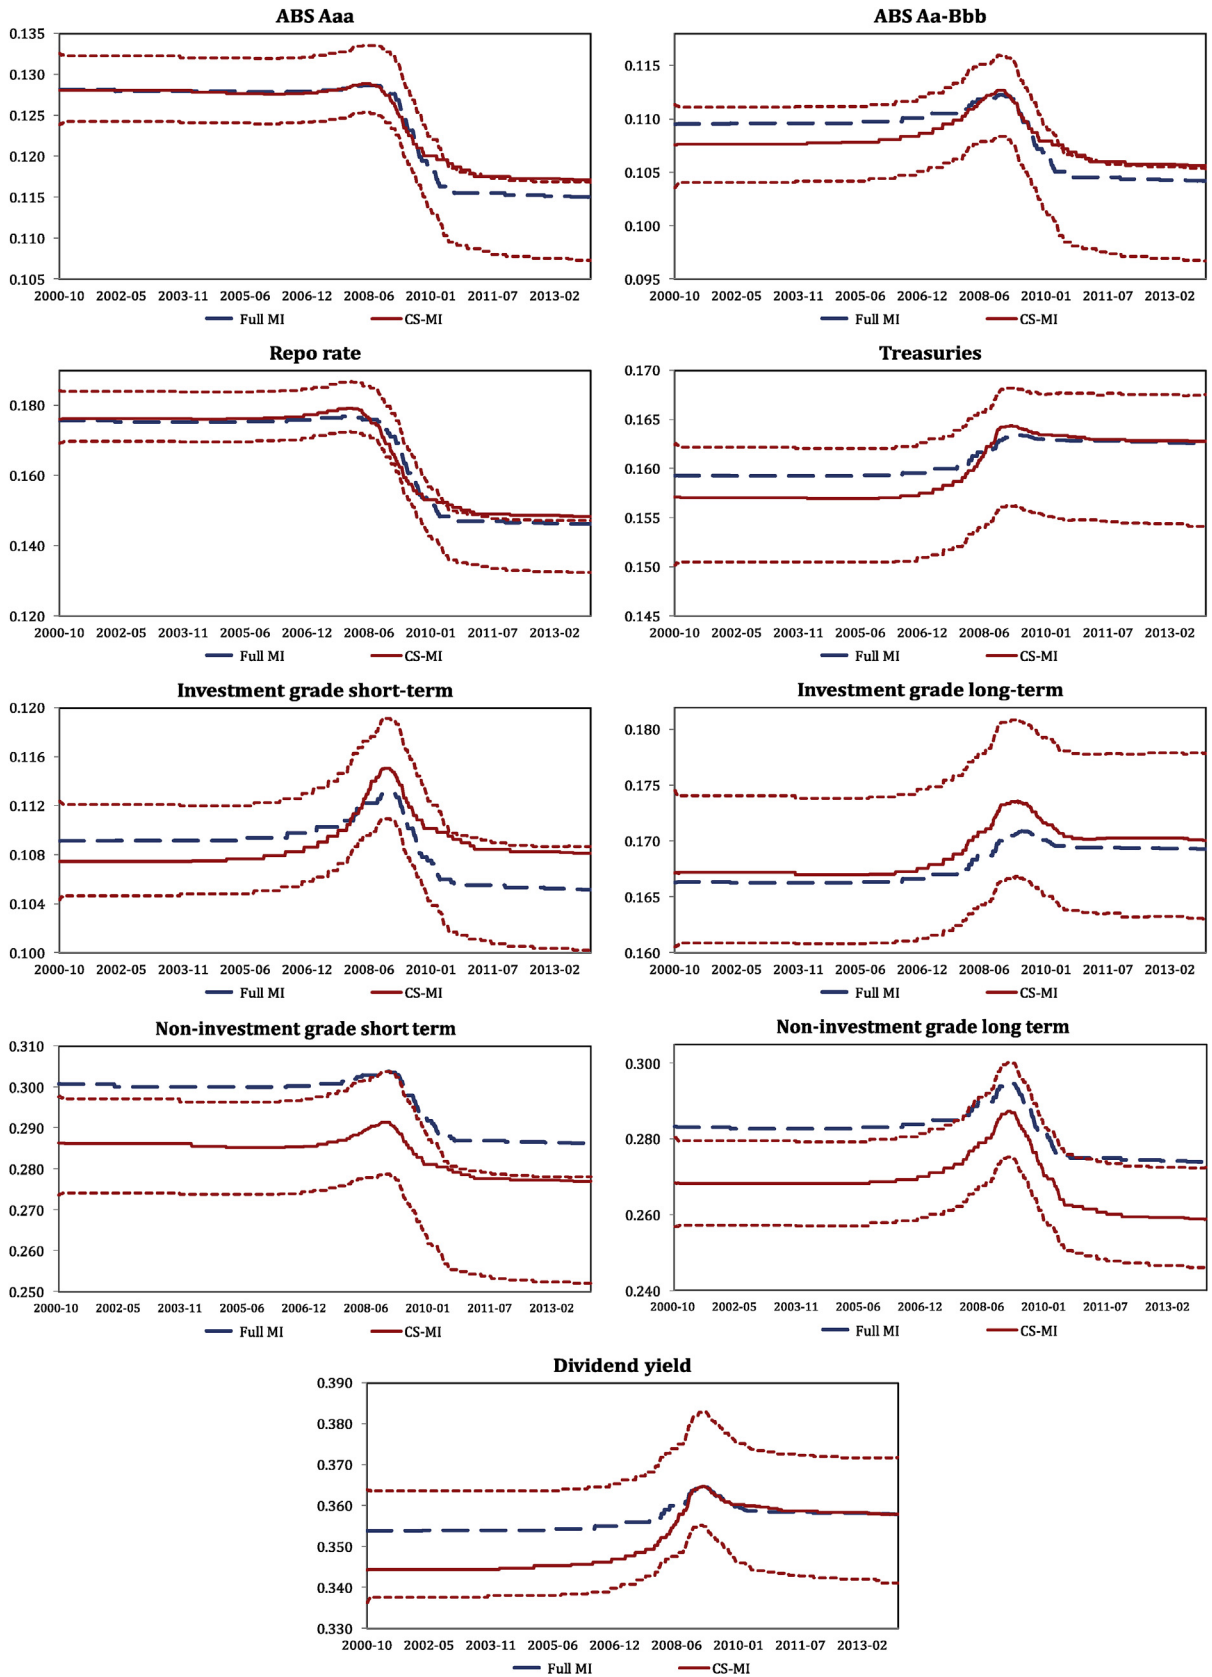 ABS Aaa
0.135
0.130
0.125
0.120
0.115
0.110
0.105
2000-10 2002-05 2003-11 2005-06 2006-12 2008-06 2010-01 2011-07 2013-02
Full MI CS-MI
ABS Aa-Bbb
0.115
0.110
0.105
0.100
0.095
2000-10 2002-05 2003-11 2005-06 2006-12 2008-06 2010-01 2011-07 2013-02
Full MI CS-MI
Repo rate
0.180
0.160
0.140
0.120
2000-10 2002-05 2003-11 2005-06 2006-12 2008-06 2010-01 2011-07 2013-02
Full MI CS-MI
Treasuries
0.170
0.165
0.160
0.155
0.150
0.145
2000-10 2002-05 2003-11 2005-06 2006-12 2008-06 2010-01 2011-07 2013-02
Full MI CS-MI
Investment grade short-term
0.120
0.116
0.112
0.108
0.104
0.100
2000-10 2002-05 2003-11 2005-06 2006-12 2008-06 2010-01 2011-07 2013-02
Full MI CS-MI
Investment grade long-term
0.180
0.175
0.170
0.165
0.160
2000-10 2002-05 2003-11 2005-06 2006-12 2008-06 2010-01 2011-07 2013-02
Full MI CS-MI
Non-investment grade short term
0.310
0.300
0.290
0.280
0.270
0.260
0.250
2000-10 2002-05 2003-11 2005-06 2006-12 2008-06 2010-01 2011-07 2013-02
Full MI CS-MI
Non-investment grade long term
0.300
0.280
0.260
0.240
2000-10 2002-05 2003-11 2005-06 2006-12 2008-06 2010-01 2011-07 2013-02
Full MI CS-MI
Dividend yield
0.390
0.380
0.370
0.360
0.350
0.340
0.330
2000-10 2002-05 2003-11 2005-06 2006-12 2008-06 2010-01 2011-07 2013-02
Full MI CS-MI